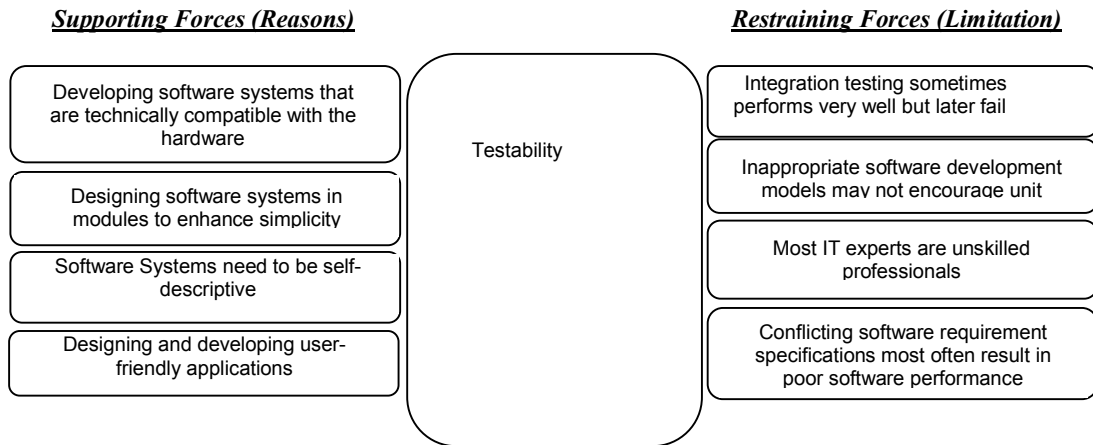 Supporting Forces (Reasons)
Restraining Forces (Limitation)
Developing software systems that
are technically compatible with the
hardware
Designing software systems in
modules to enhance simplicity
Software Systems need to be self-
descriptive
Designing and developing user-
friendly applications
Testability
Integration testing sometimes
performs very well but later fail
Inappropriate software development
models may not encourage unit
Most IT experts are unskilled
professionals
Conflicting software requirement
specifications most often result in
poor software performance